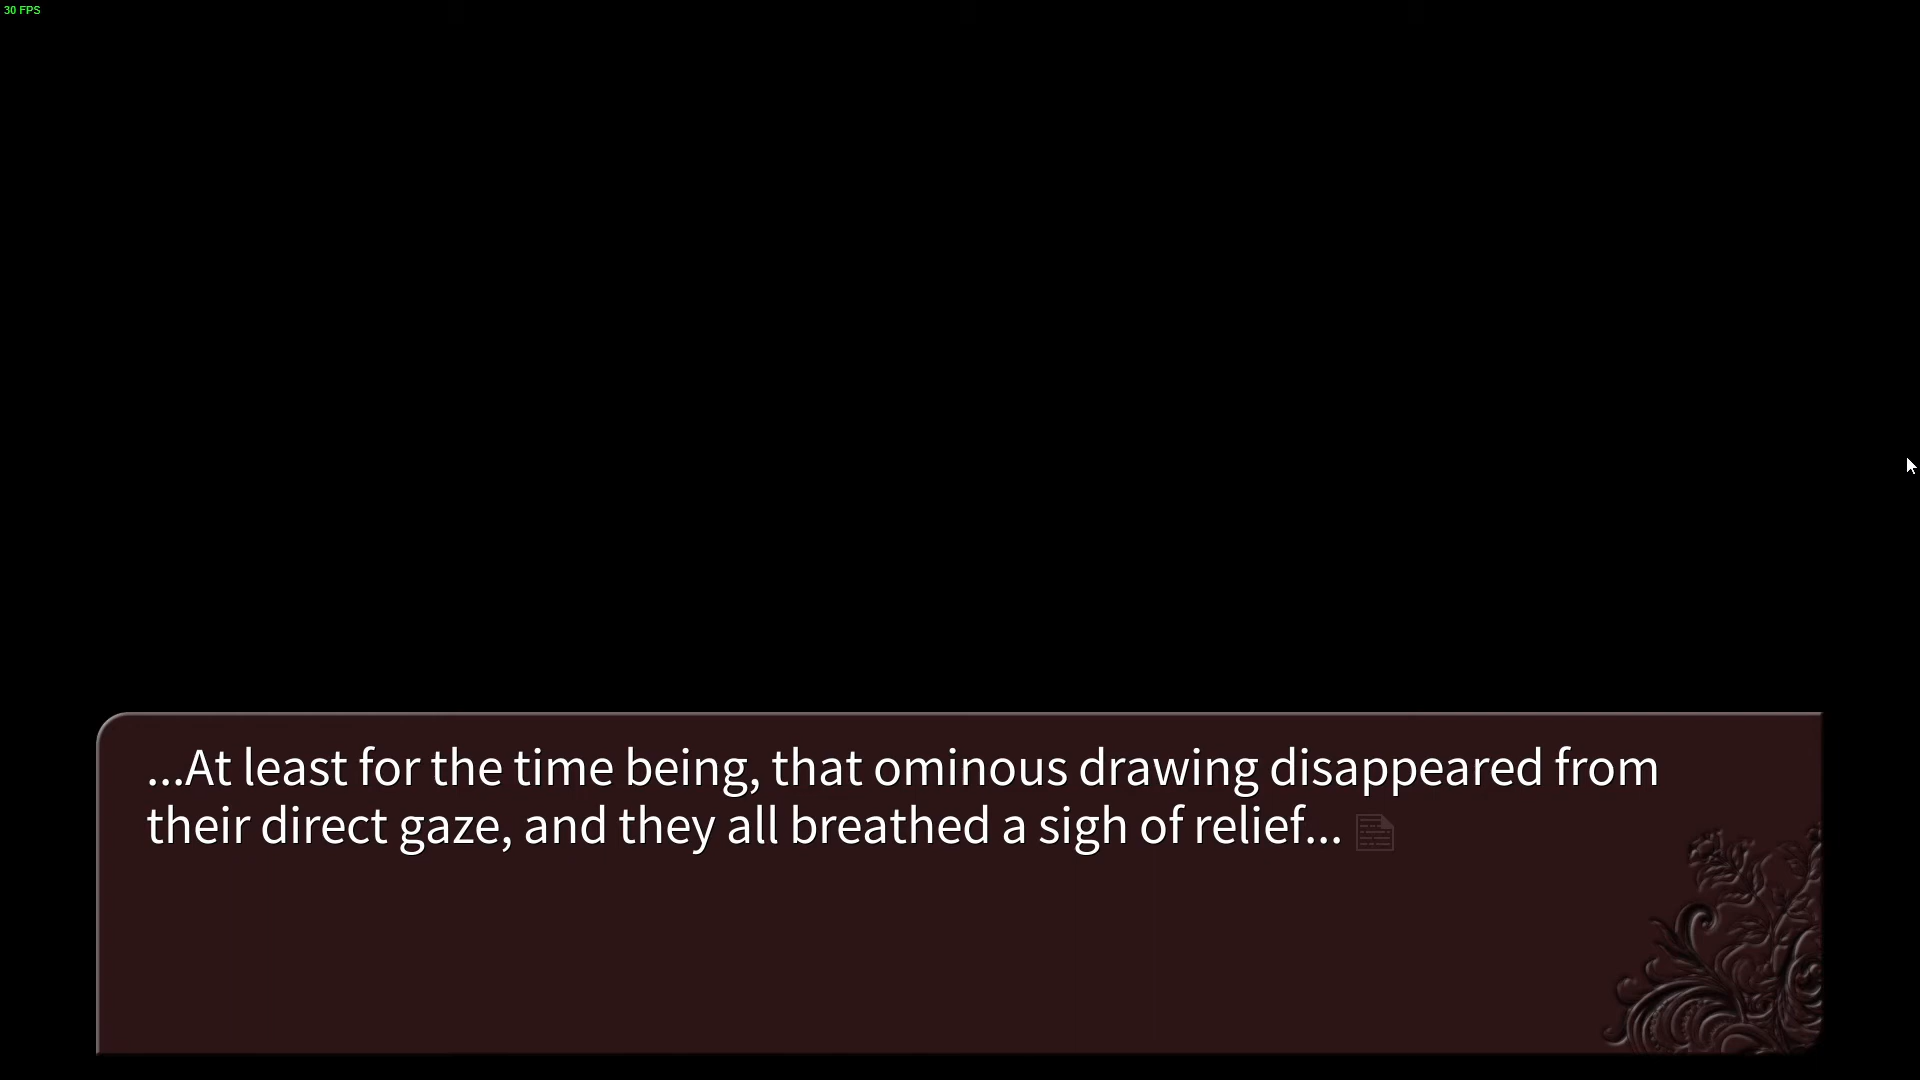 30 FPS
...At least for the time being, that ominous drawing disappeared from
their direct gaze, and they all breathed a sigh of relief...